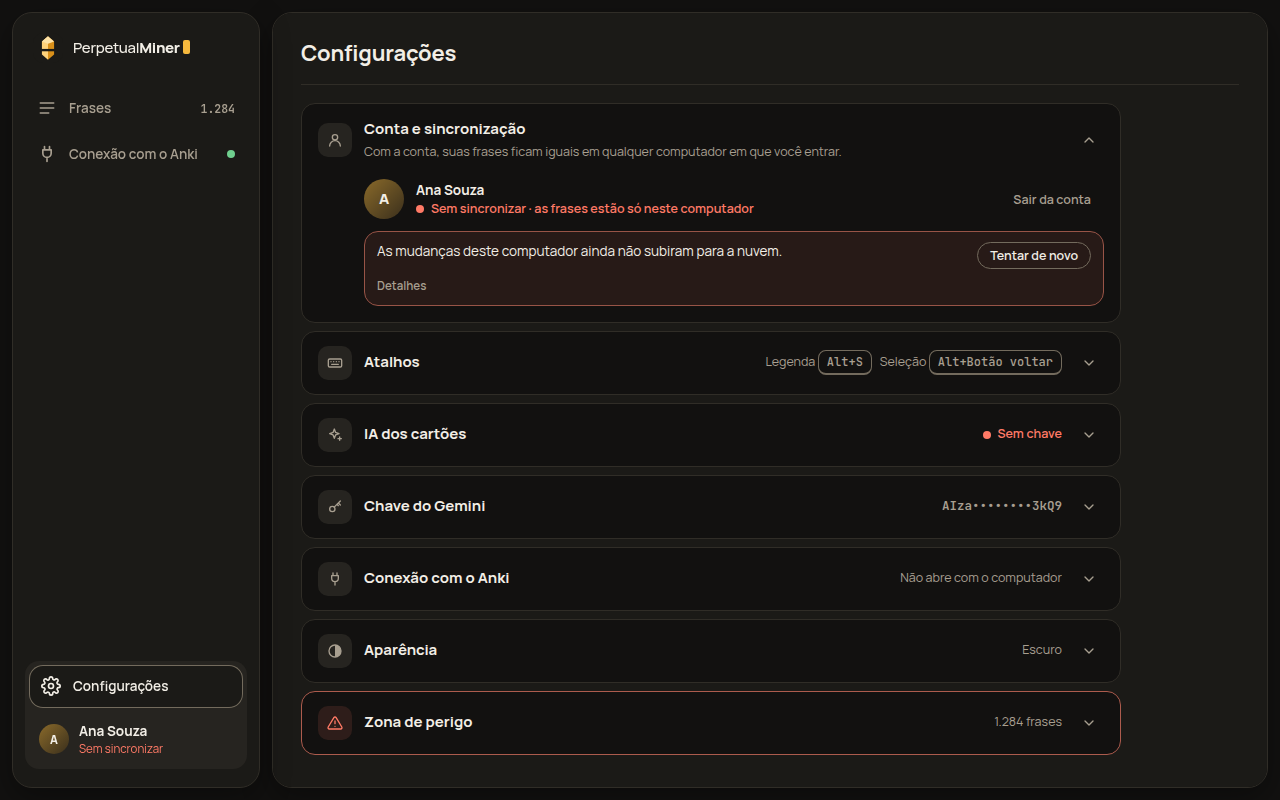 PerpetualMiner
Frases 1.284
Conexão com o Anki
Configurações
Ana Souza
Sem sincronizar
A
Configurações
Conta e sincronização
Com a conta, suas frases ficam iguais em qualquer computador em que você entrar.
A
Ana Souza
Sem sincronizar · as frases estão só neste computador
Sair da conta
As mudanças deste computador ainda não subiram para a nuvem.
Tentar de novo
Detalhes
Atalhos
Legenda Alt+S Seleção Alt+Botão voltar
IA dos cartões
Sem chave
Chave do Gemini
AIza••••••••3kQ9
Conexão com o Anki
Não abre com o computador
Aparência
Escuro
Zona de perigo
1.284 frases